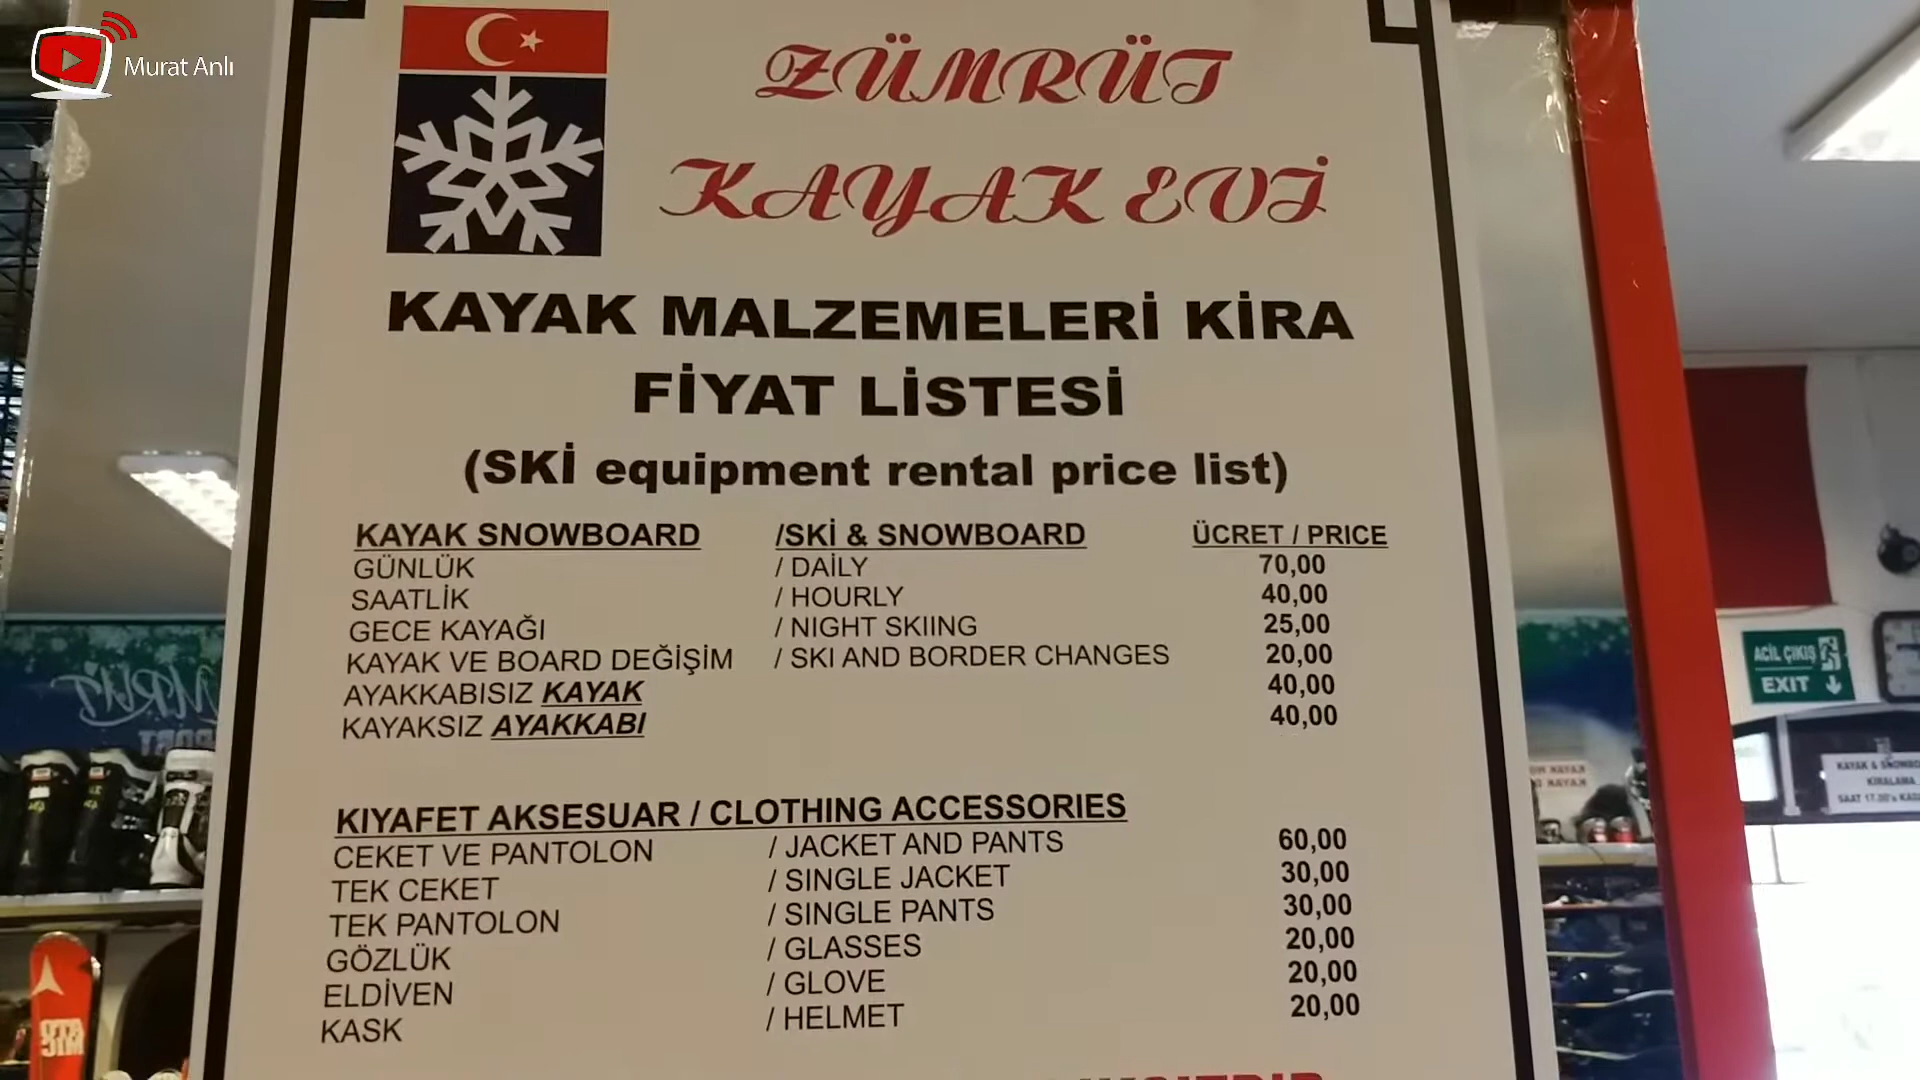 Murat Anlı
ZÜMRÜT
KAYAK EVİ
KAYAK MALZEMELERİ KİRA
FİYAT LİSTESİ
(SKİ equipment rental price list)
KAYAK SNOWBOARD /SKİ & SNOWBOARD ÜCRET / PRICE
GÜNLÜK / DAİLY 70,00
SAATLİK / HOURLY 40,00
GECE KAYAĞI / NIGHT SKIING 25,00
KAYAK VE BOARD DEĞİŞİM / SKI AND BORDER CHANGES 20,00
AYAKKABISIZ KAYAK 40,00
KAYAKSIZ AYAKKABI 40,00
KIYAFET AKSESUAR / CLOTHING ACCESSORIES
CEKET VE PANTOLON / JACKET AND PANTS 60,00
TEK CEKET / SINGLE JACKET 30,00
TEK PANTOLON / SINGLE PANTS 30,00
GÖZLÜK / GLASSES 20,00
ELDİVEN / GLOVE 20,00
KASK / HELMET 20,00
ACİL ÇIKIŞ
EXIT
KAYAK &
KIRALAMA
SAAT 17.00'a